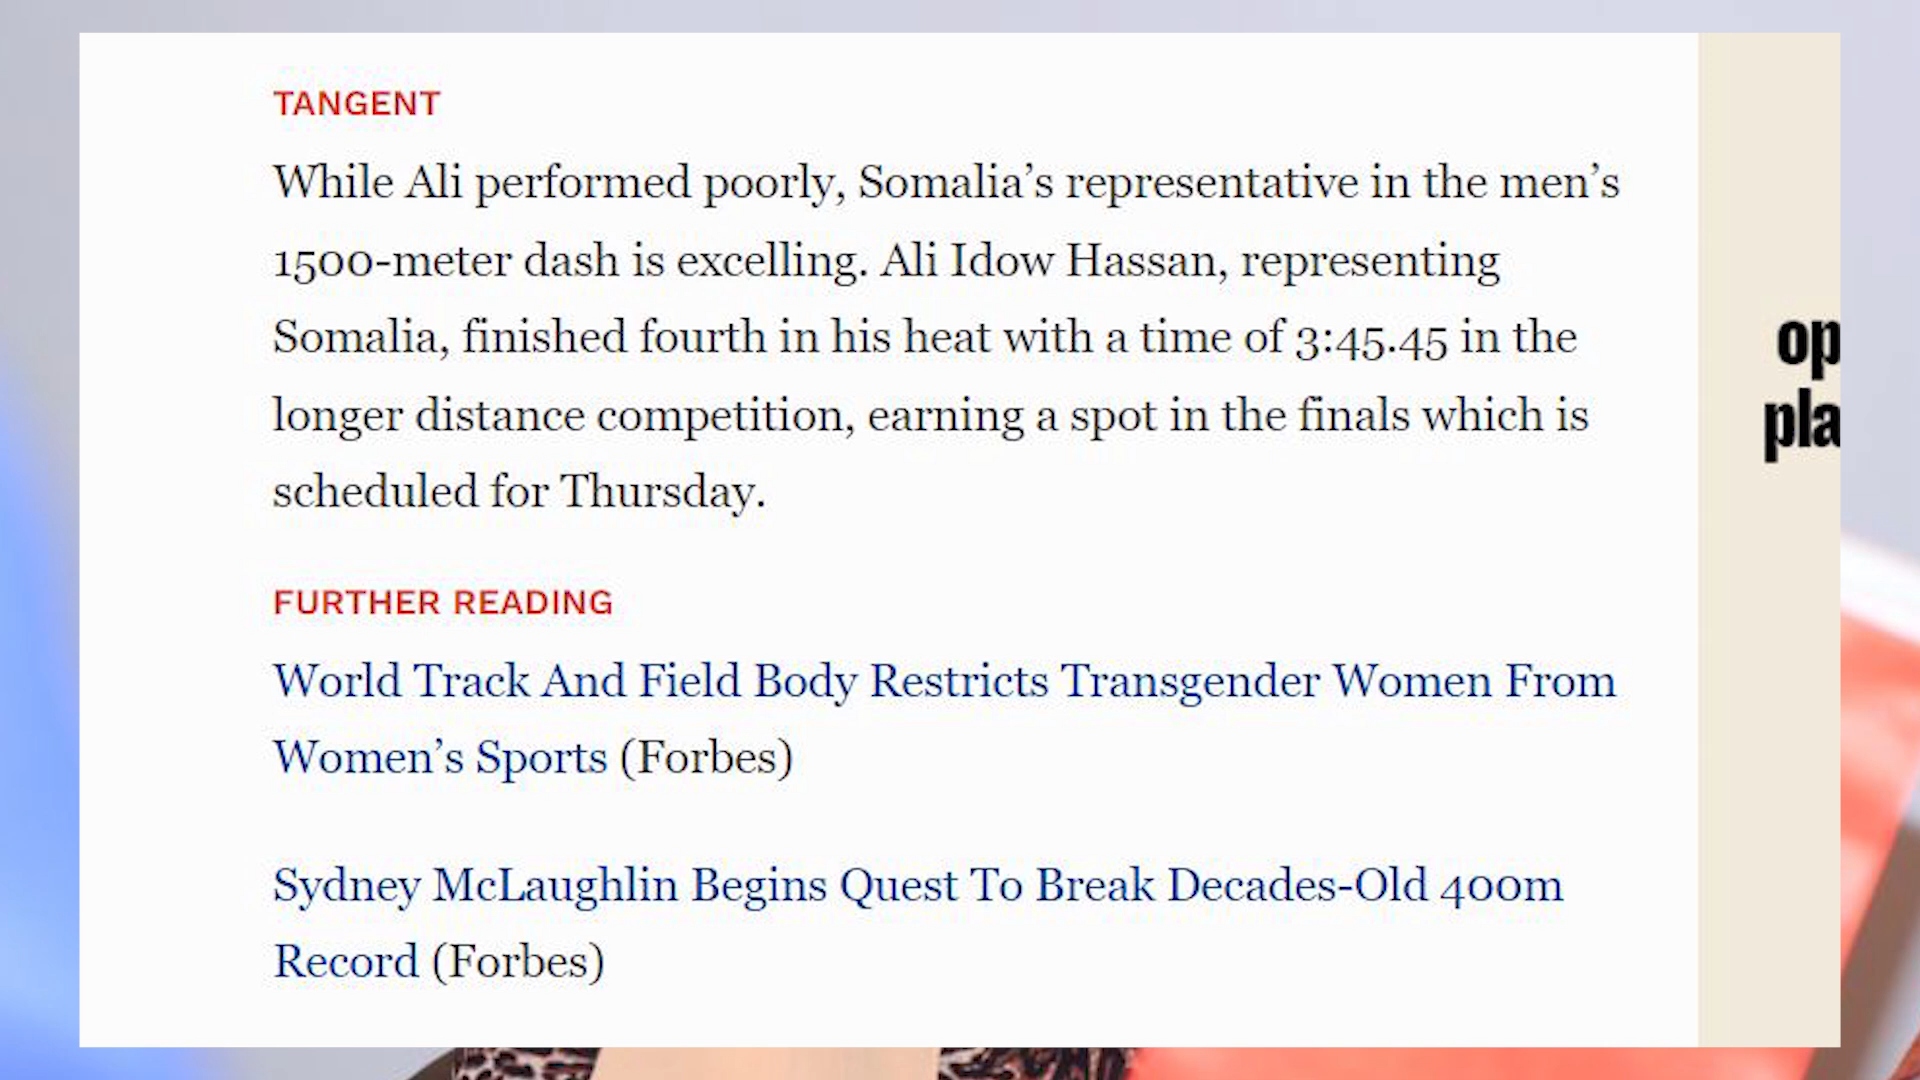 TANGENT
While Ali performed poorly, Somalia’s representative in the men’s
1500-meter dash is excelling. Ali Idow Hassan, representing
Somalia, finished fourth in his heat with a time of 3:45.45 in the
longer distance competition, earning a spot in the finals which is
scheduled for Thursday.
FURTHER READING
World Track And Field Body Restricts Transgender Women From
Women’s Sports (Forbes)
Sydney McLaughlin Begins Quest To Break Decades-Old 400m
Record (Forbes)
op
pla